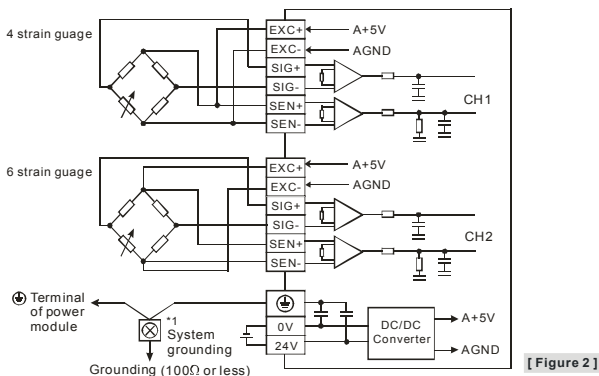 4 strain guage
EXC+
A+5V
EXC-
AGND
SIG+
SIG-
SEN+
SEN-
CH1
6 strain guage
EXC+
A+5V
EXC-
AGND
SIG+
SIG-
SEN+
SEN-
CH2
Terminal
of power
module
*1
System
grounding
Grounding (100Ω or less)
0V
24V
DC/DC
Converter
A+5V
AGND
[ Figure 2 ]